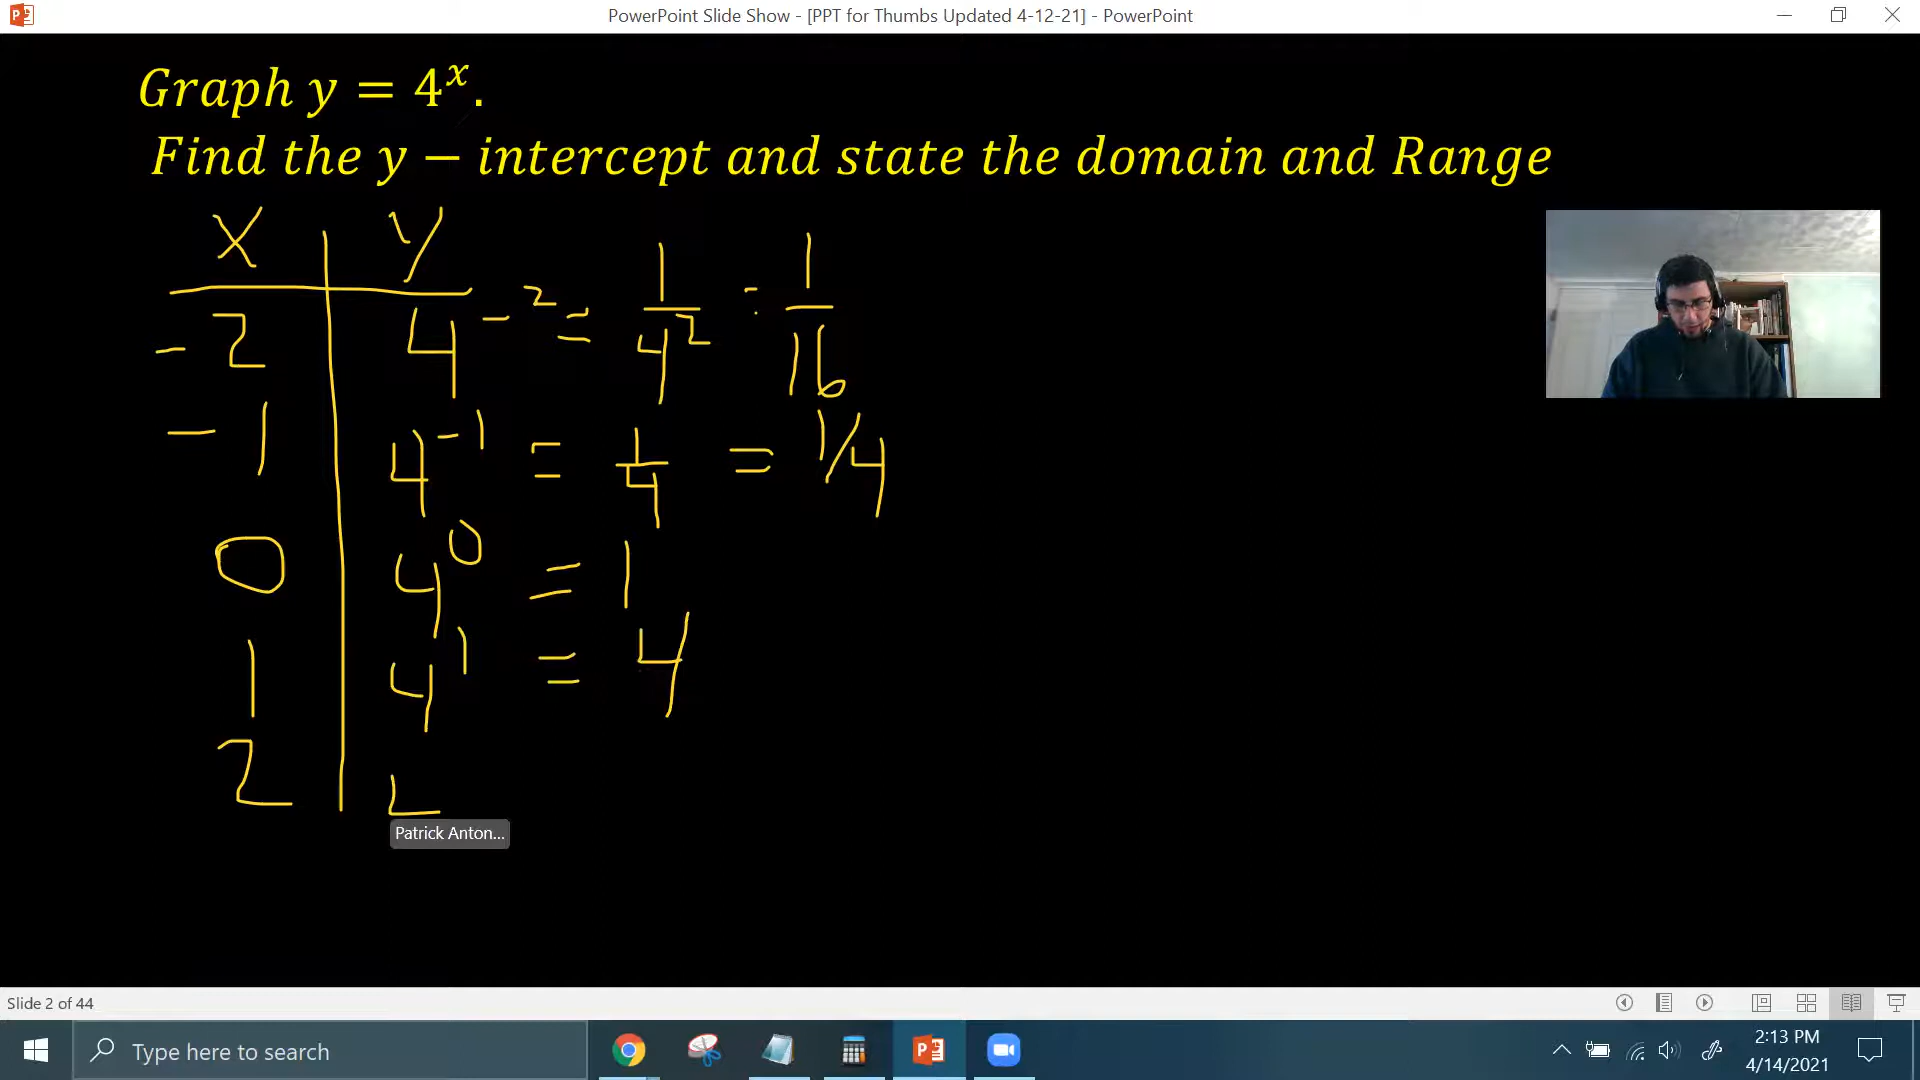 PowerPoint Slide Show - [PPT for Thumbs Updated 4-12-21] - PowerPoint
Graph y = 4^x.
Find the y − intercept and state the domain and Range
X Y
-2 4^-2 = 1/4^2 = 1/16
-1 4^-1 = 1/4 = 1/4
0 4^0 = 1
1 4^1 = 4
2
Patrick Anton...
Slide 2 of 44
Type here to search
2:13 PM
4/14/2021